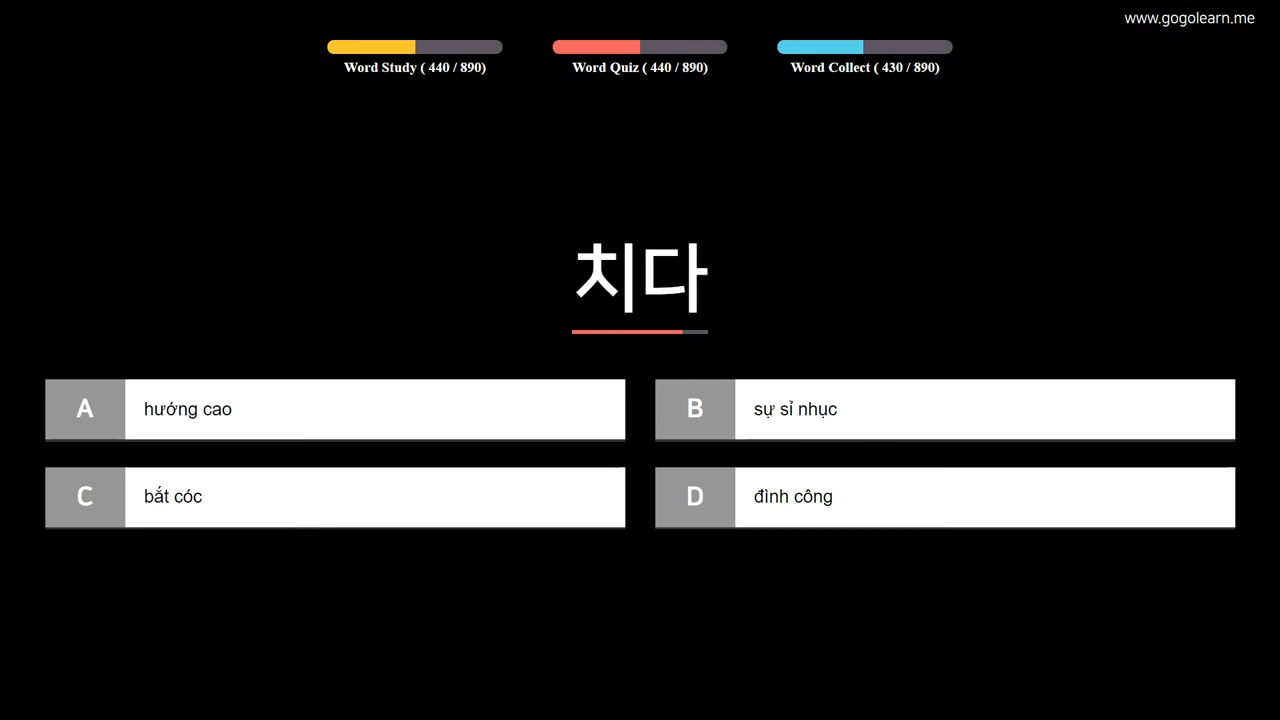 www.gogolearn.me
Word Study ( 440 / 890)
Word Quiz ( 440 / 890)
Word Collect ( 430 / 890)
치다
A hướng cao
B sự sỉ nhục
C bắt cóc
D đình công